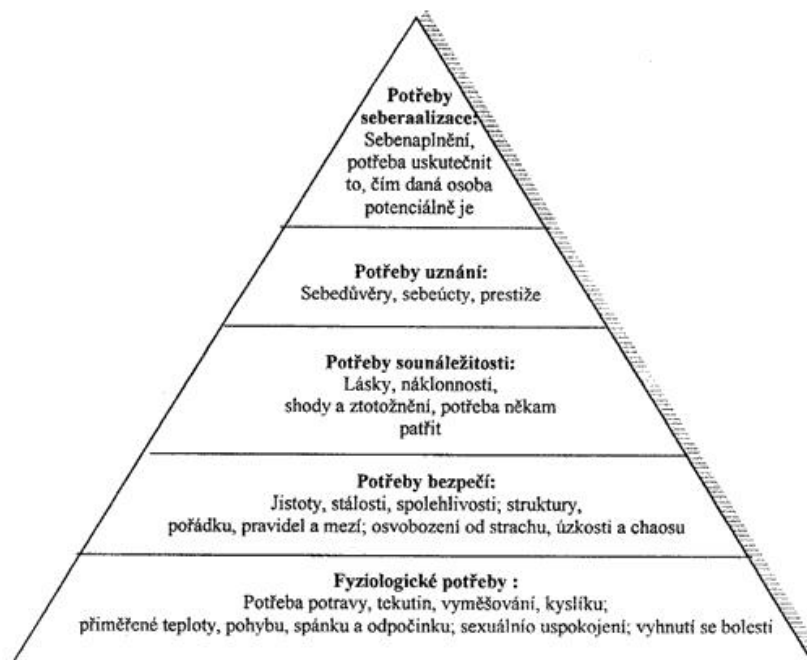 Potřeby
seberaalizace:
Sebenaplnění,
potřeba uskutečnit
to, čím daná osoba
potenciálně je
Potřeby uznání:
Sebedůvěry, sebeúcty, prestiže
Potřeby sounáležitosti:
Lásky, náklonnosti,
shody a ztotožnění, potřeba někam
patřit
Potřeby bezpečí:
Jistoty, stálosti, spolehlivosti; struktury,
pořádku, pravidel a mezí; osvobození od strachu, úzkosti a chaosu
Fyziologické potřeby :
Potřeba potravy, tekutin, vyměšování, kyslíku;
přiměřené teploty, pohybu, spánku a odpočinku; sexuálnío uspokojení; vyhnutí se bolesti